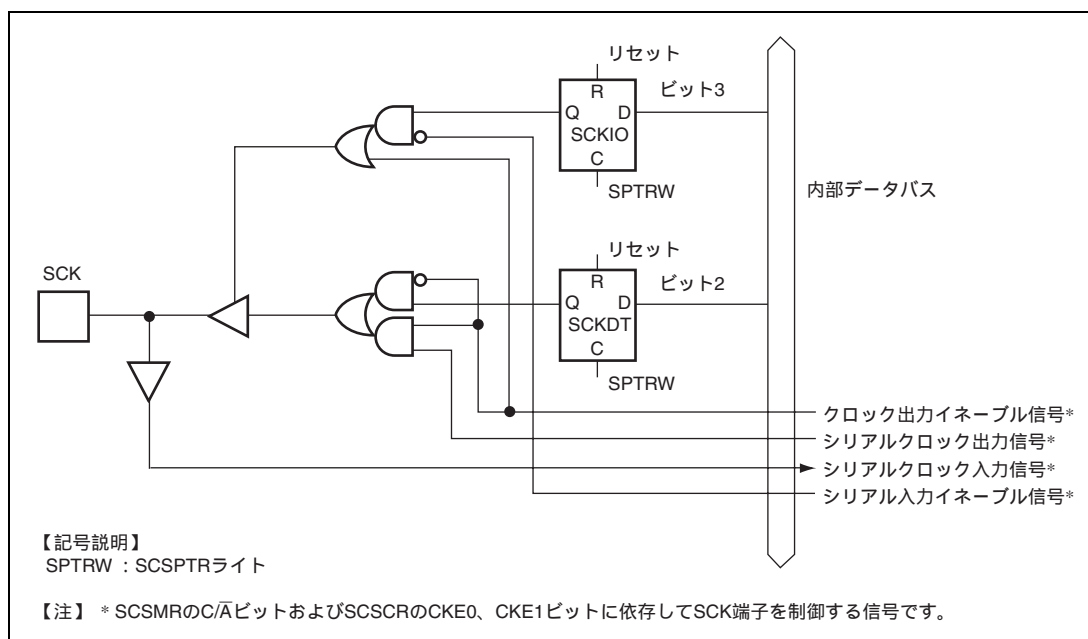 リセット
R
ビット3
Q D
SCKIO
C
SPTRW
内部データバス
リセット
SCK
R
ビット2
Q D
SCKDT
C
SPTRW
クロック出力イネーブル信号*
シリアルクロック出力信号*
シリアルクロック入力信号*
シリアル入力イネーブル信号*
【記号説明】
SPTRW : SCSPTRライト
【注】 * SCSMRのC/A̅ビットおよびSCSCRのCKE0、CKE1ビットに依存してSCK端子を制御する信号です。